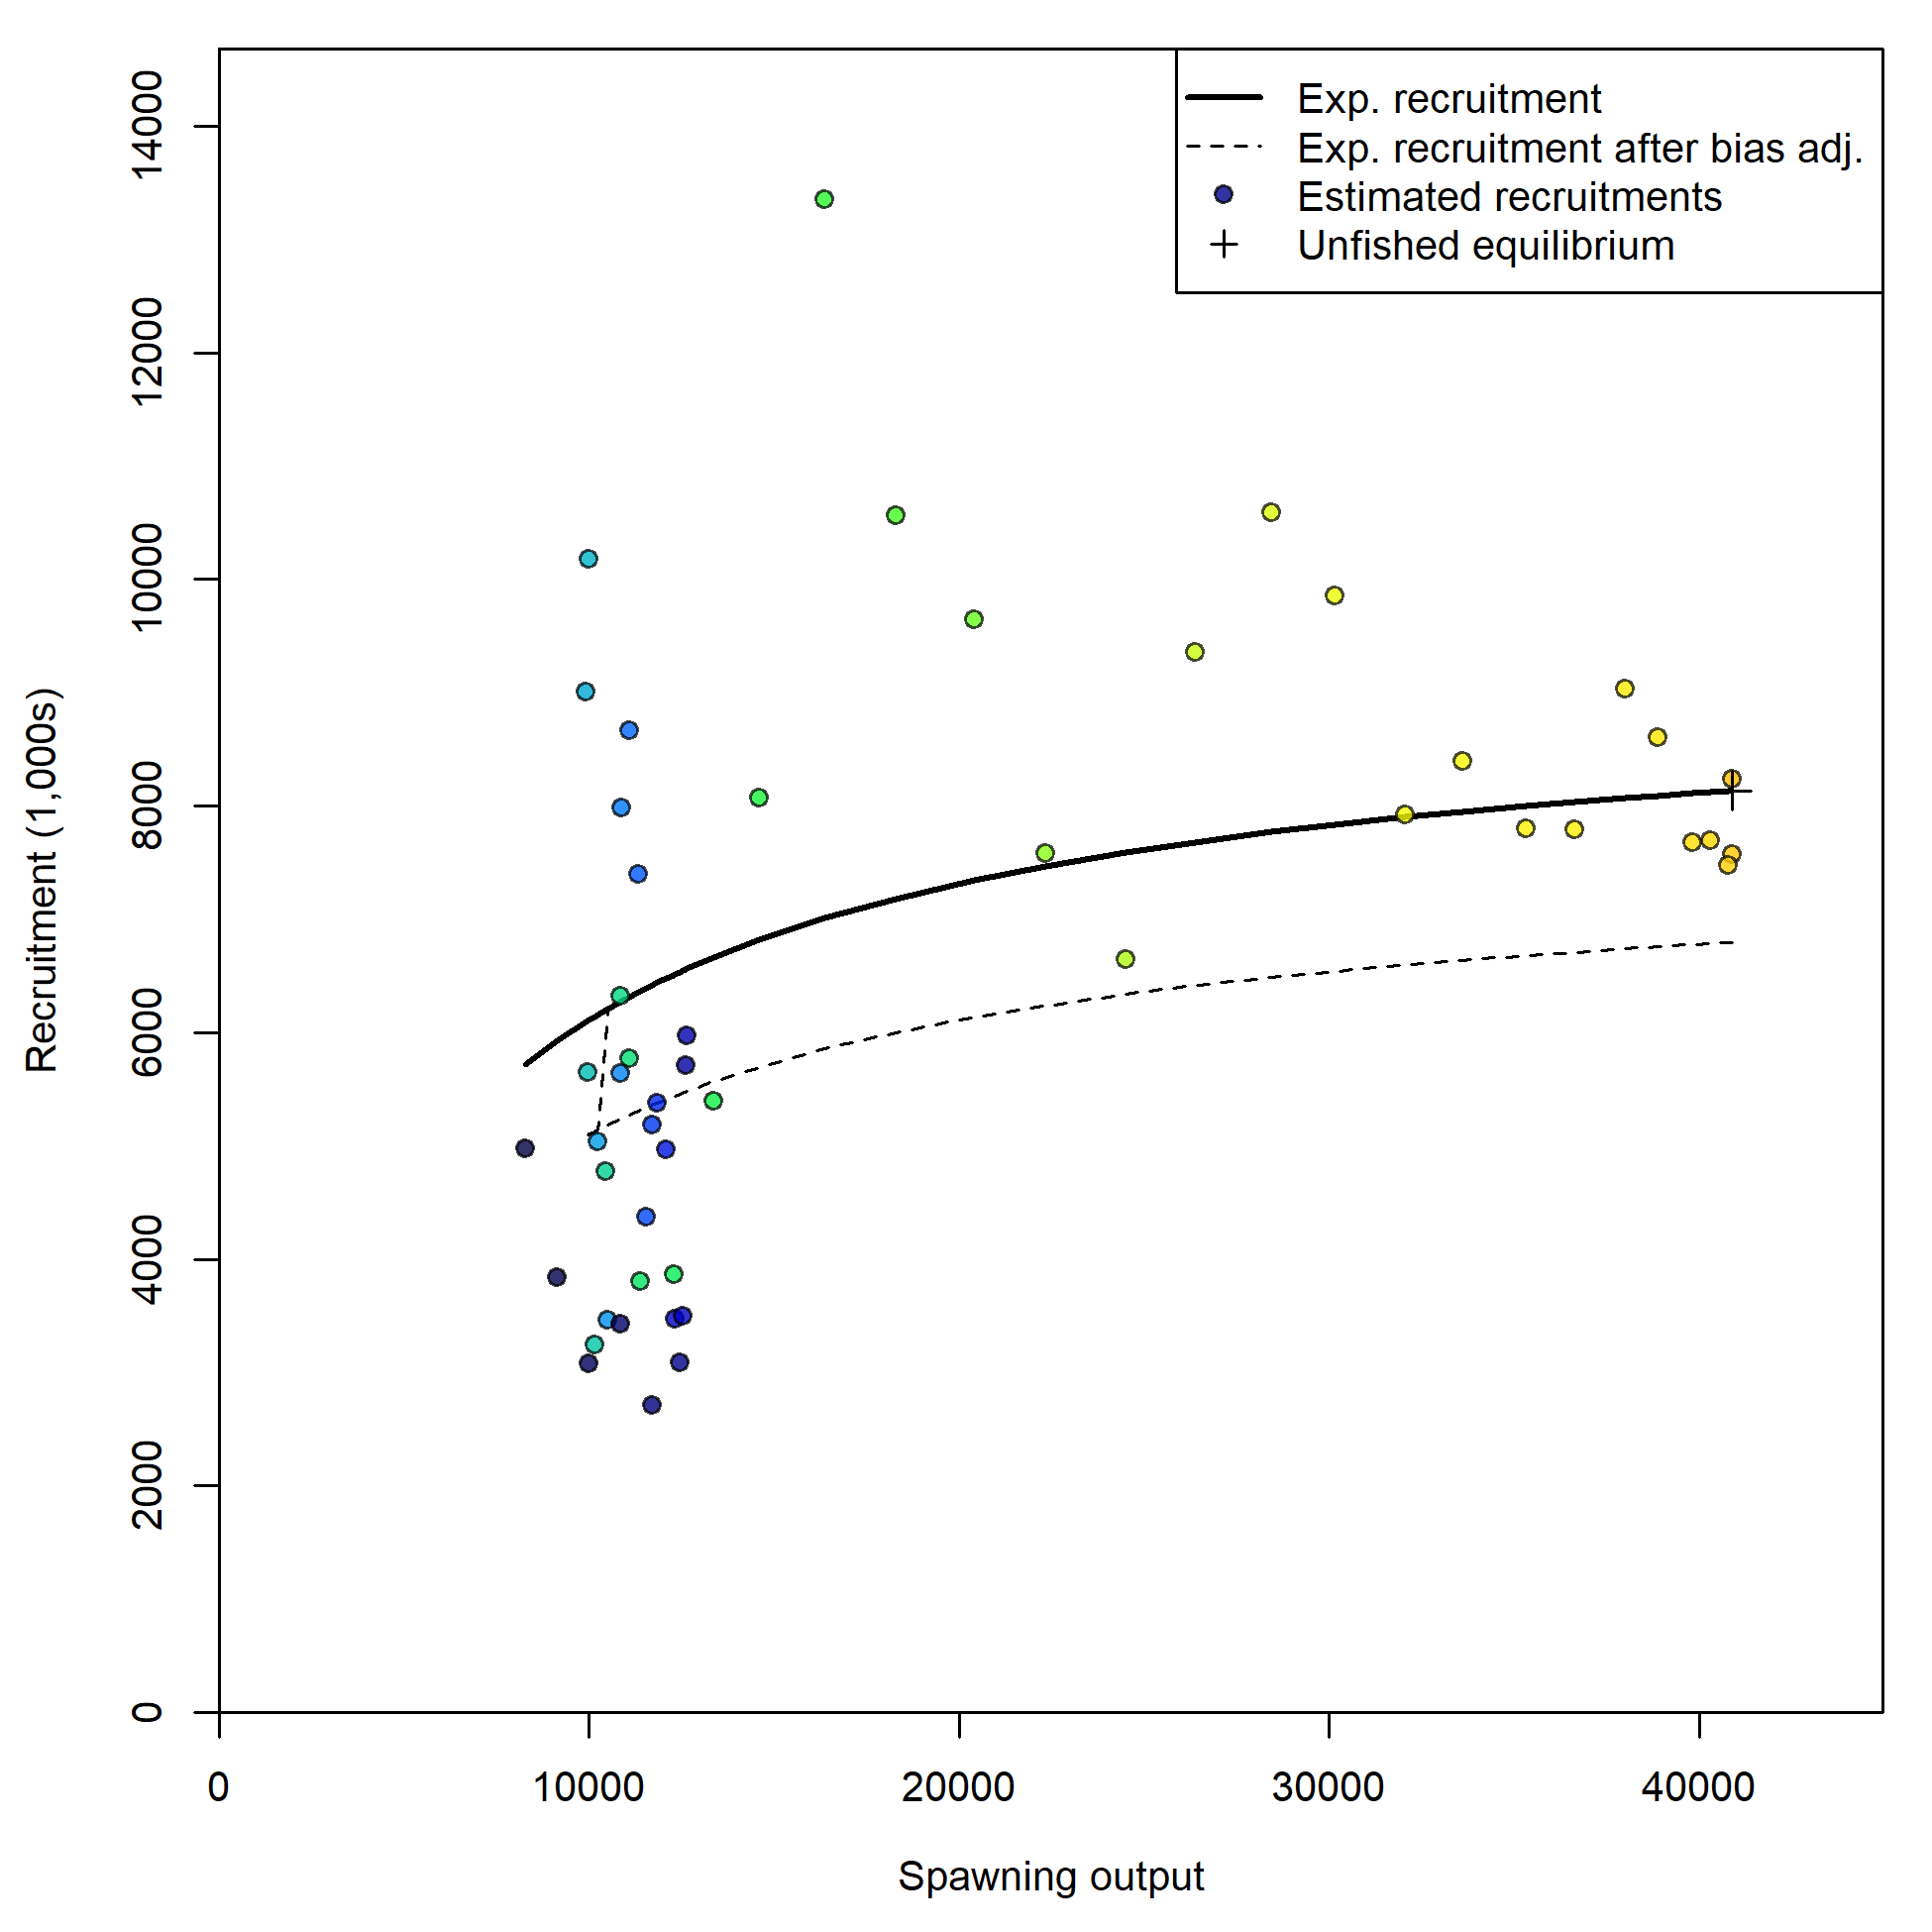 Exp. recruitment
Exp. recruitment after bias adj.
Estimated recruitments
Unfished equilibrium
14000
12000
10000
8000
6000
4000
2000
0
Recruitment (1,000s)
0 10000 20000 30000 40000
Spawning output